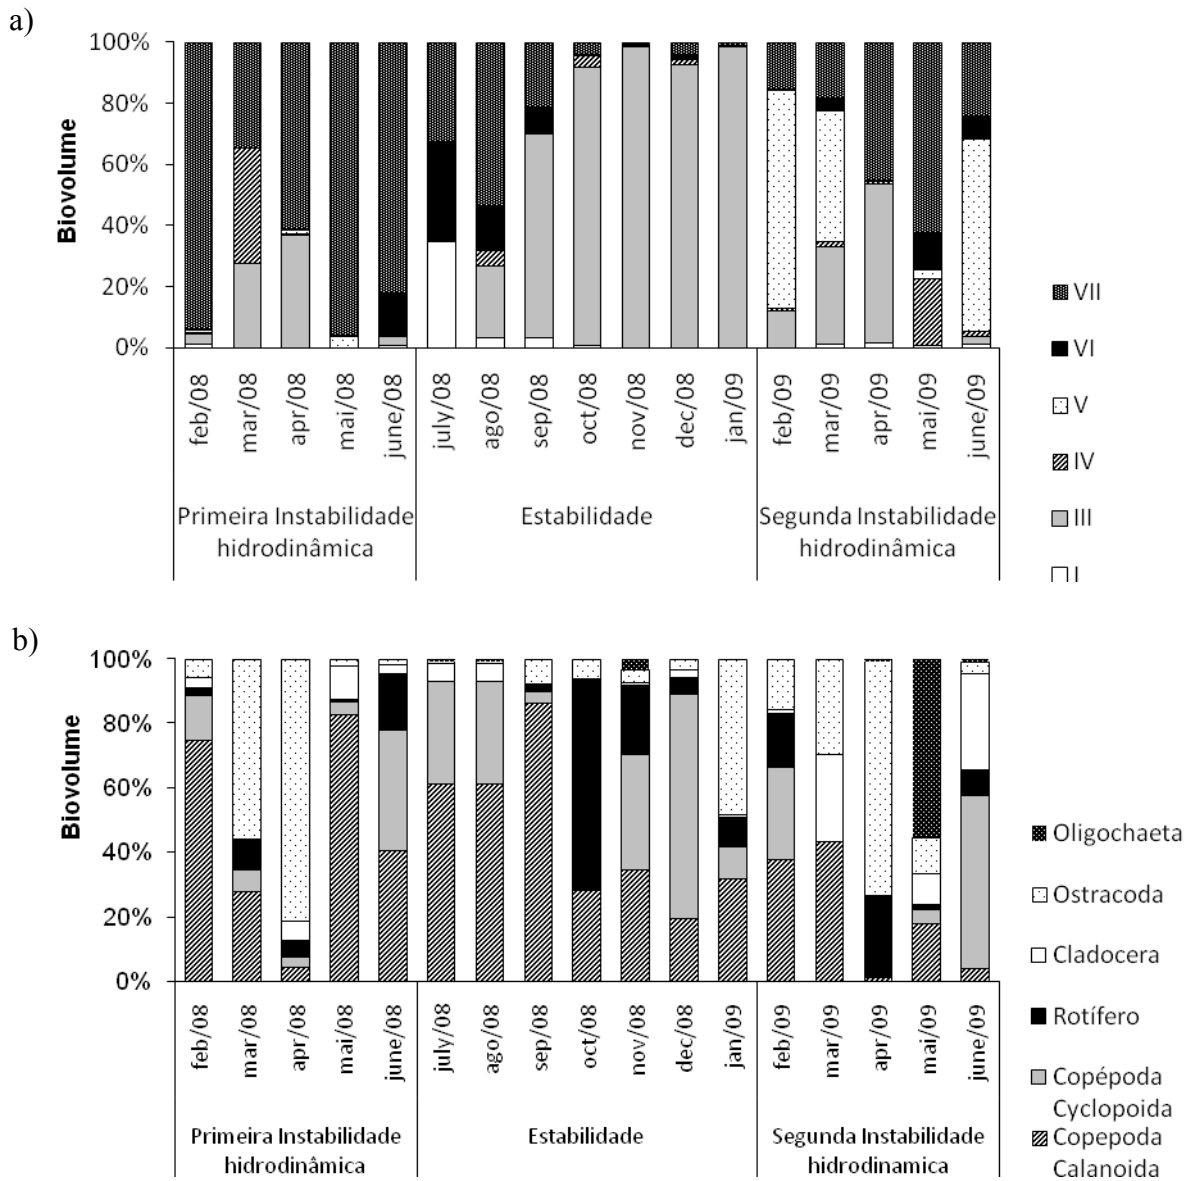 a)
100%
80%
60%
40%
20%
0%
Biovolume
feb/08
mar/08
apr/08
mai/08
june/08
july/08
ago/08
sep/08
oct/08
nov/08
dec/08
jan/09
feb/09
mar/09
apr/09
mai/09
june/09
Primeira Instabilidade
hidrodinâmica
Estabilidade
Segunda Instabilidade
hidrodinâmica
VII
VI
V
IV
III
I
b)
100%
80%
60%
40%
20%
0%
Biovolume
feb/08
mar/08
apr/08
mai/08
june/08
july/08
ago/08
sep/08
oct/08
nov/08
dec/08
jan/09
feb/09
mar/09
apr/09
mai/09
june/09
Primeira Instabilidade
hidrodinâmica
Estabilidade
Segunda Instabilidade
hidrodinamica
Oligochaeta
Ostracoda
Cladocera
Rotífero
Copépoda
Cyclopoida
Copepoda
Calanoida